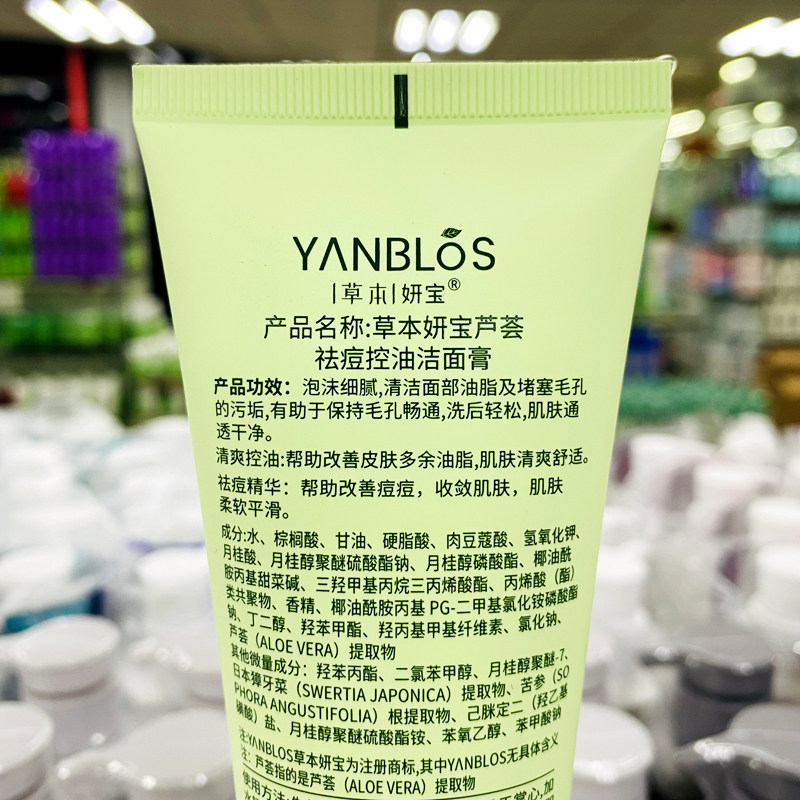 YANBLOS
草本 妍宝®
产品名称:草本妍宝芦荟
祛痘控油洁面膏
产品功效：泡沫细腻,清洁面部油脂及堵塞毛孔
的污垢,有助于保持毛孔畅通,洗后轻松,肌肤通
透干净。
清爽控油:帮助改善皮肤多余油脂,肌肤清爽舒适。
祛痘精华：帮助改善痘痘，收敛肌肤，肌肤
柔软平滑。
成分:水、棕榈酸、甘油、硬脂酸、肉豆蔻酸、氢氧化钾、
月桂酸、月桂醇聚醚硫酸酯钠、月桂醇磷酸酯、椰油酰
胺丙基甜菜碱、三羟甲基丙烷三丙烯酸酯、丙烯酸（酯）
类共聚物、香精、椰油酰胺丙基 PG-二甲基氯化铵磷酸酯
钠、丁二醇、羟苯甲酯、羟丙基甲基纤维素、氯化钠、
芦荟（ALOE VERA）提取物
其他微量成分：羟苯丙酯、二氯苯甲醇、月桂醇聚醚-7、
日本獐牙菜（SWERTIA JAPONICA）提取物、苦参（SO
PHORA ANGUSTIFOLIA）根提取物、己脒定二（羟乙基
磺酸）盐、月桂醇聚醚硫酸酯铵、苯氧乙醇、苯甲酸钠
注:YANBLOS草本妍宝为注册商标,其中YANBLOS无具体含义
注：芦荟指的是芦荟（ALOE VERA）提取物
使用方法:
掌心,加